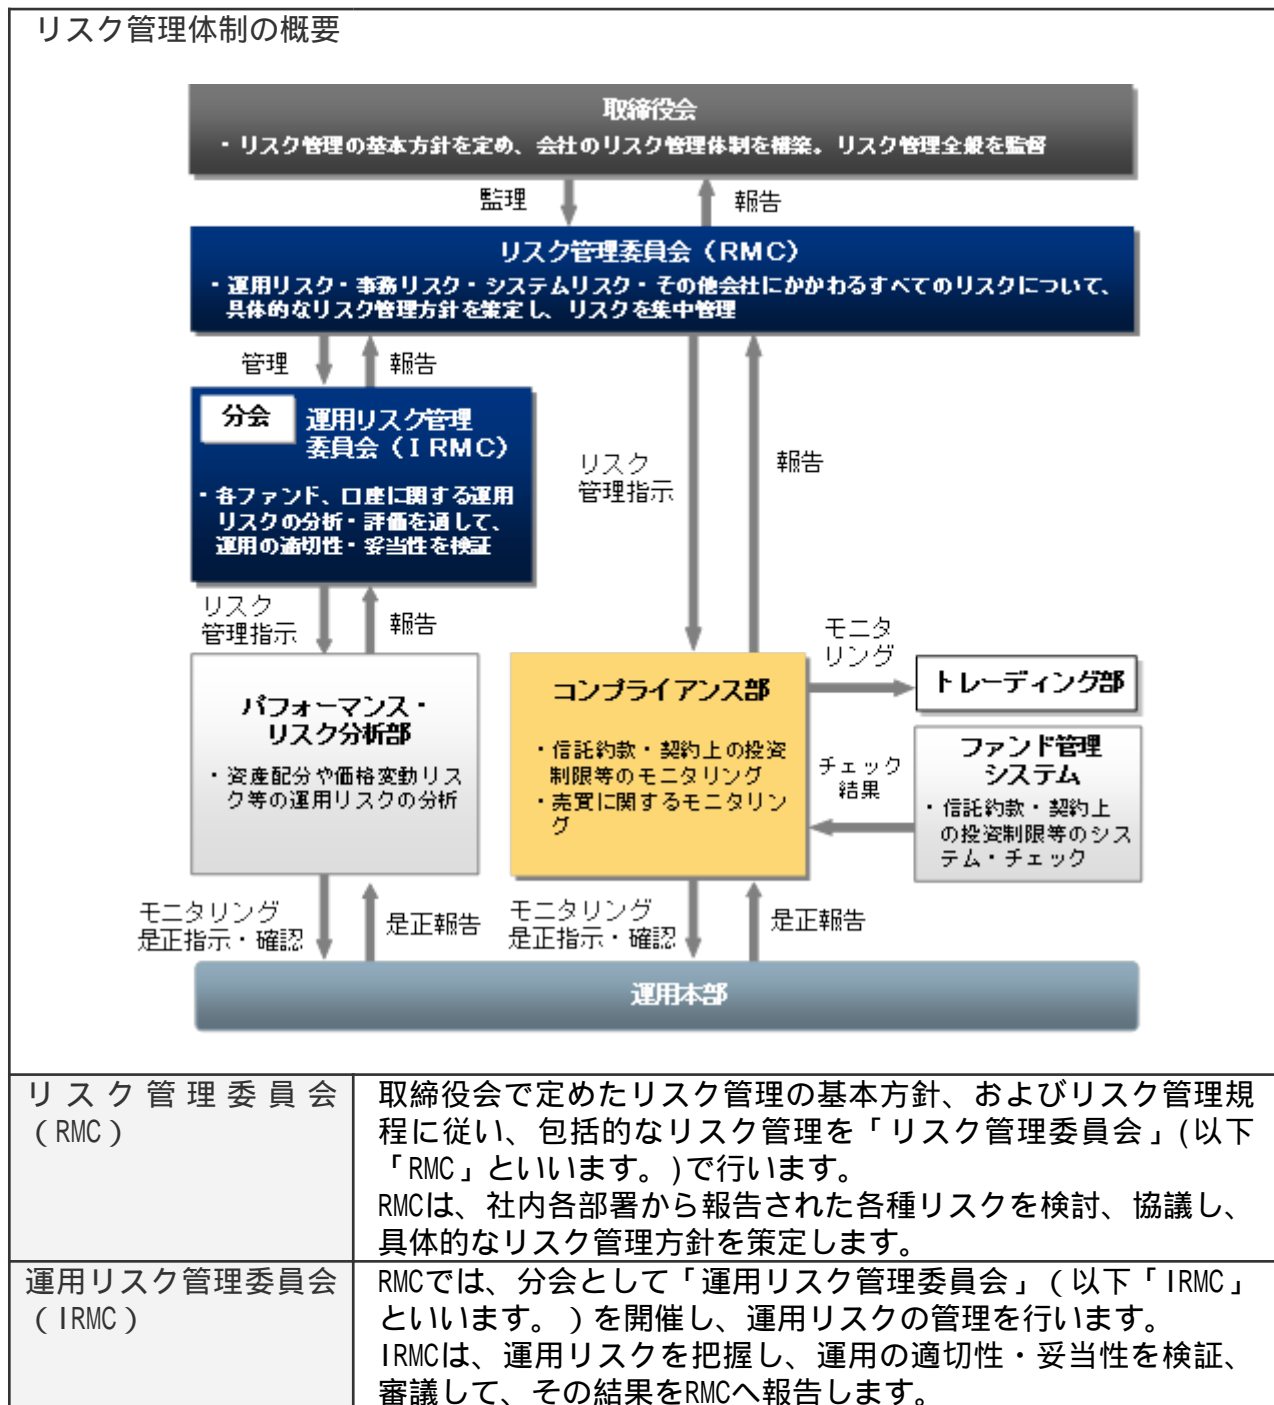 リスク管理体制の概要
取締役会
・リスク管理の基本方針を定め、会社のリスク管理体制を構築。リスク管理全般を監督
監理
報告
リスク管理委員会（RMC）
・運用リスク・事務リスク・システムリスク・その他会社にかかわるすべてのリスクについて、
具体的なリスク管理方針を策定し、リスクを集中管理
管理
報告
分会
運用リスク管理
委員会（IRMC）
・各ファンド、口座に関する運用
リスクの分析・評価を通して、
運用の適切性・妥当性を検証
リスク
管理指示
報告
リスク
管理指示
報告
パフォーマンス・
リスク分析部
・資産配分や価格変動リス
ク等の運用リスクの分析
コンプライアンス部
・信託約款・契約上の投資
制限等のモニタリング
・売買に関するモニタリン
グ
モニタ
リング
トレーディング部
チェック
結果
ファンド管理
システム
・信託約款・契約上
の投資制限等のシス
テム・チェック
モニタリング
是正指示・確認
是正報告
モニタリング
是正指示・確認
是正報告
運用本部
リスク管理委員会
（RMC）
取締役会で定めたリスク管理の基本方針、およびリスク管理規
程に従い、包括的なリスク管理を「リスク管理委員会」(以下
「RMC」といいます。)で行います。
RMCは、社内各部署から報告された各種リスクを検討、協議し、
具体的なリスク管理方針を策定します。
運用リスク管理委員会
（IRMC）
RMCでは、分会として「運用リスク管理委員会」（以下「IRMC」
といいます。）を開催し、運用リスクの管理を行います。
IRMCは、運用リスクを把握し、運用の適切性・妥当性を検証、
審議して、その結果をRMCへ報告します。